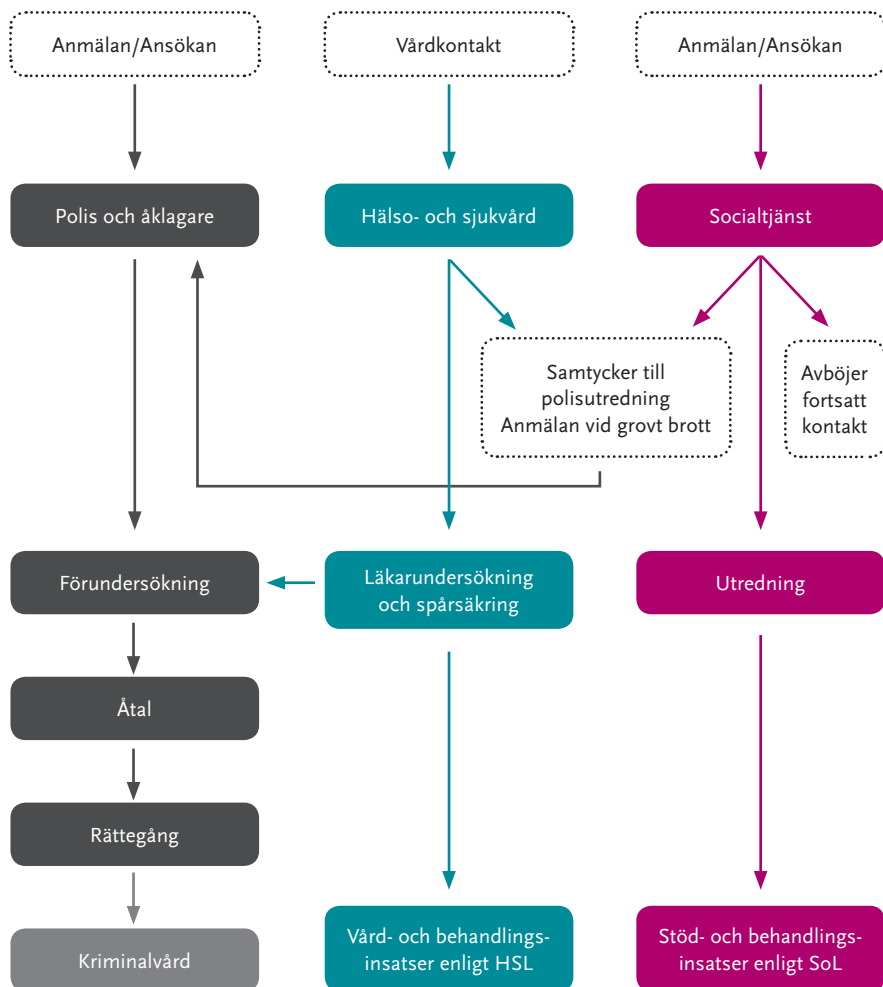 Anmälan/Ansökan
Vårdkontakt
Anmälan/Ansökan
Polis och åklagare
Hälso- och sjukvård
Socialtjänst
Samtycker till
polisutredning
Anmälan vid grovt brott
Avböjer
fortsatt
kontakt
Förundersökning
Läkarundersökning
och spårsäkring
Utredning
Åtal
Rättegång
Kriminalvård
Vård- och behandlings-
insatser enligt HSL
Stöd- och behandlings-
insatser enligt SoL